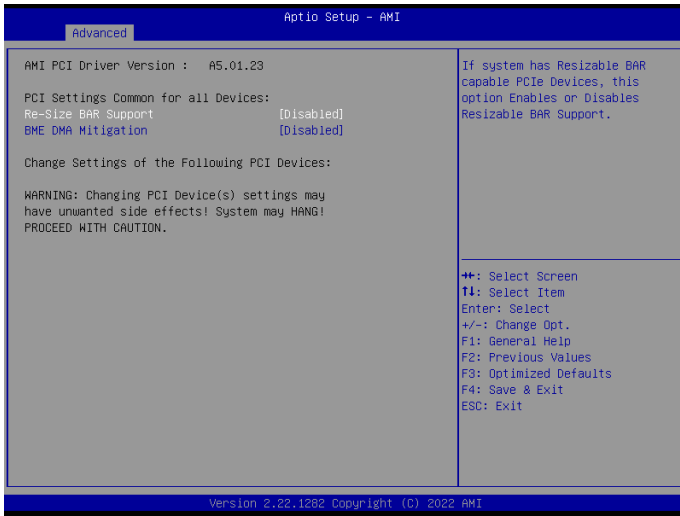 Aptio Setup – AMI
Advanced
AMI PCI Driver Version : A5.01.23
PCI Settings Common for all Devices:
Re-Size BAR Support [Disabled]
BME DMA Mitigation [Disabled]
Change Settings of the Following PCI Devices:
WARNING: Changing PCI Device(s) settings may
have unwanted side effects! System may HANG!
PROCEED WITH CAUTION.
If system has Resizable BAR
capable PCIe Devices, this
option Enables or Disables
Resizable BAR Support.
→←: Select Screen
↑↓: Select Item
Enter: Select
+/-: Change Opt.
F1: General Help
F2: Previous Values
F3: Optimized Defaults
F4: Save & Exit
ESC: Exit
Version 2.22.1282 Copyright (C) 2022 AMI